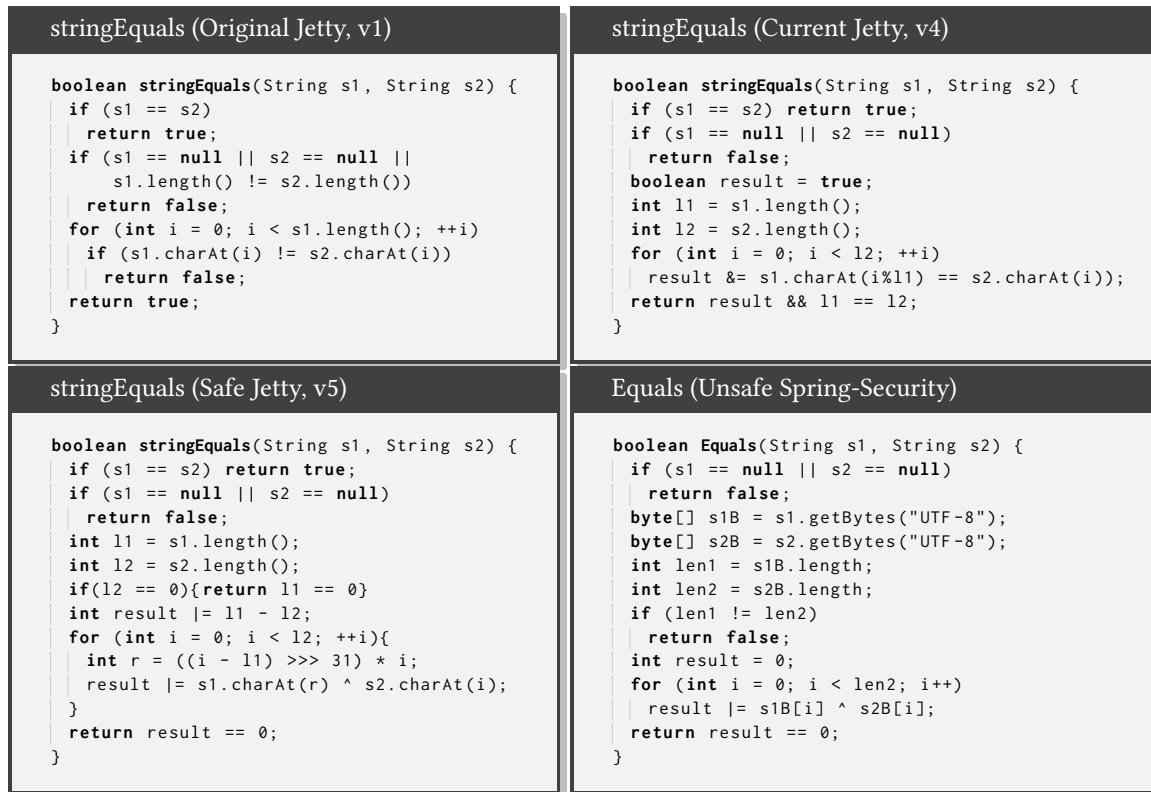 stringEquals (Original Jetty, v1)
boolean stringEquals(String s1, String s2) {
if (s1 == s2)
return true;
if (s1 == null || s2 == null ||
s1.length() != s2.length())
return false;
for (int i = 0; i < s1.length(); ++i)
if (s1.charAt(i) != s2.charAt(i))
return false;
return true;
}
stringEquals (Current Jetty, v4)
boolean stringEquals(String s1, String s2) {
if (s1 == s2) return true;
if (s1 == null || s2 == null)
return false;
boolean result = true;
int l1 = s1.length();
int l2 = s2.length();
for (int i = 0; i < l2; ++i)
result &= s1.charAt(i%l1) == s2.charAt(i));
return result && l1 == l2;
}
stringEquals (Safe Jetty, v5)
boolean stringEquals(String s1, String s2) {
if (s1 == s2) return true;
if (s1 == null || s2 == null)
return false;
int l1 = s1.length();
int l2 = s2.length();
if(l2 == 0){return l1 == 0}
int result |= l1 - l2;
for (int i = 0; i < l2; ++i){
int r = ((i - l1) >>> 31) * i;
result |= s1.charAt(r) ^ s2.charAt(i);
}
return result == 0;
}
Equals (Unsafe Spring-Security)
boolean Equals(String s1, String s2) {
if (s1 == null || s2 == null)
return false;
byte[] s1B = s1.getBytes("UTF-8");
byte[] s2B = s2.getBytes("UTF-8");
int len1 = s1B.length;
int len2 = s2B.length;
if (len1 != len2)
return false;
int result = 0;
for (int i = 0; i < len2; i++)
result |= s1B[i] ^ s2B[i];
return result == 0;
}